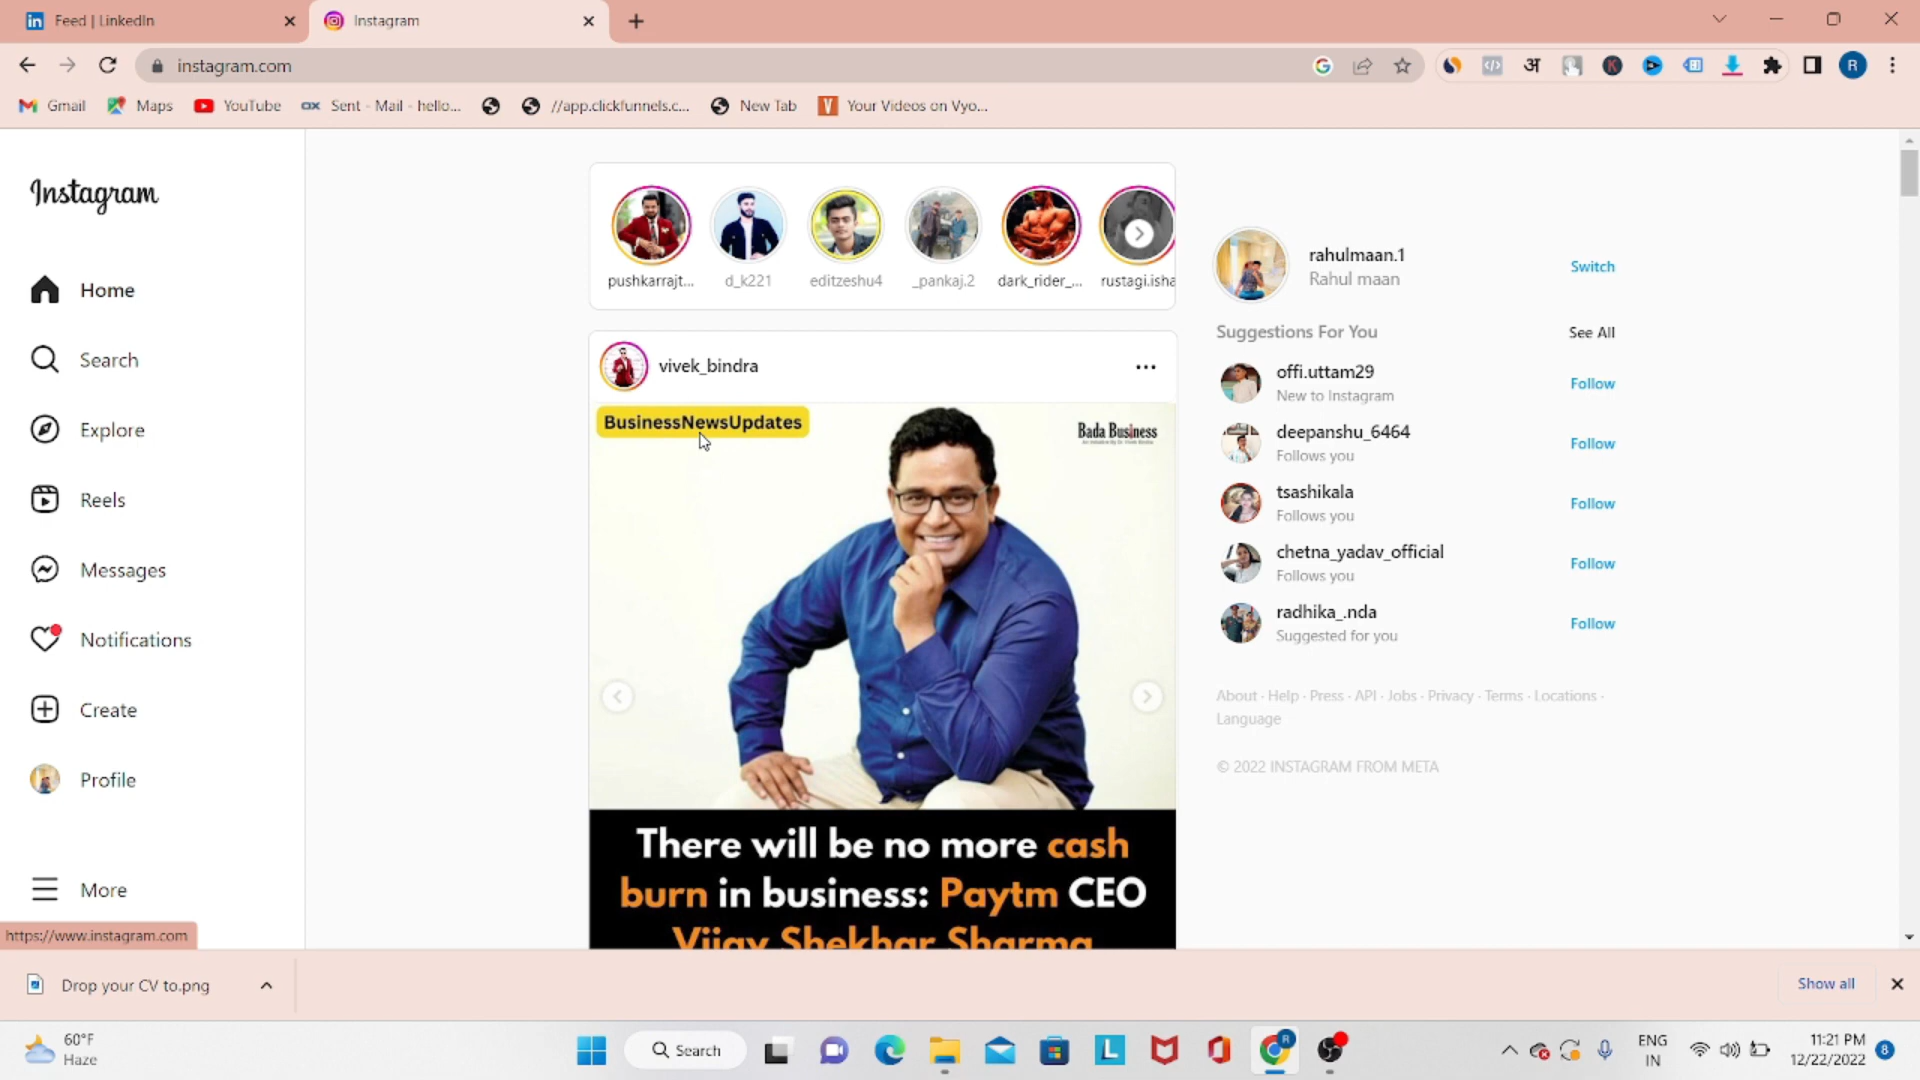 Feed | LinkedIn
Instagram
instagram.com
Gmail
Maps
YouTube
Sent - Mail - hello...
//app.clickfunnels.c...
New Tab
Your Videos on Vyo...
Instagram
Home
Search
Explore
Reels
Messages
Notifications
Create
Profile
More
https://www.instagram.com
pushkarrajt...
d_k221
editzeshu4
_pankaj.2
dark_rider_...
rustagi.isha
vivek_bindra
BusinessNewsUpdates
Bada Business
There will be no more cash
burn in business: Paytm CEO
Vijay Shekhar Sharma
rahulmaan.1
Rahul maan
Switch
Suggestions For You
See All
offi.uttam29
New to Instagram
Follow
deepanshu_6464
Follows you
Follow
tsashikala
Follows you
Follow
chetna_yadav_official
Follows you
Follow
radhika_.nda
Suggested for you
Follow
About · Help · Press · API · Jobs · Privacy · Terms · Locations ·
Language
© 2022 INSTAGRAM FROM META
Drop your CV to.png
Show all
60°F
Haze
Search
ENG
IN
11:21 PM
12/22/2022
8